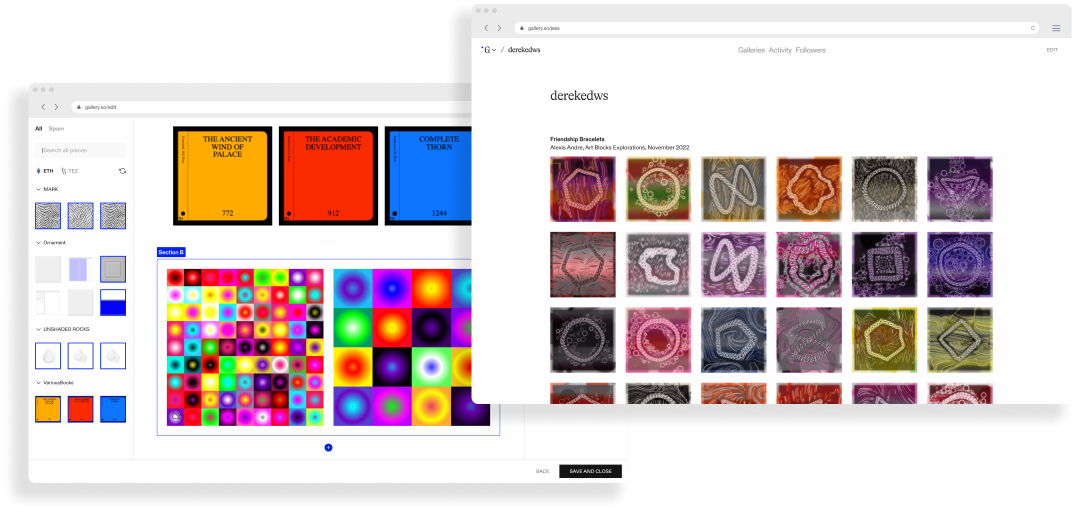 gallery.so/jess
G / derekedws
Galleries Activity Followers
EDIT
derekedws
Friendship Bracelets
Alexis Andre, Art Blocks Explorations, November 2022
gallery.so/edit
All Spam
Search all pieces
ETH TEZ
MARK
Ornament
UNSHADED ROCKS
VariousBooks
THE ANCIENT
WIND OF
PALACE
772
THE ACADEMIC
DEVELOPMENT
912
COMPLETE
THORN
1244
Section B
BACK
SAVE AND CLOSE